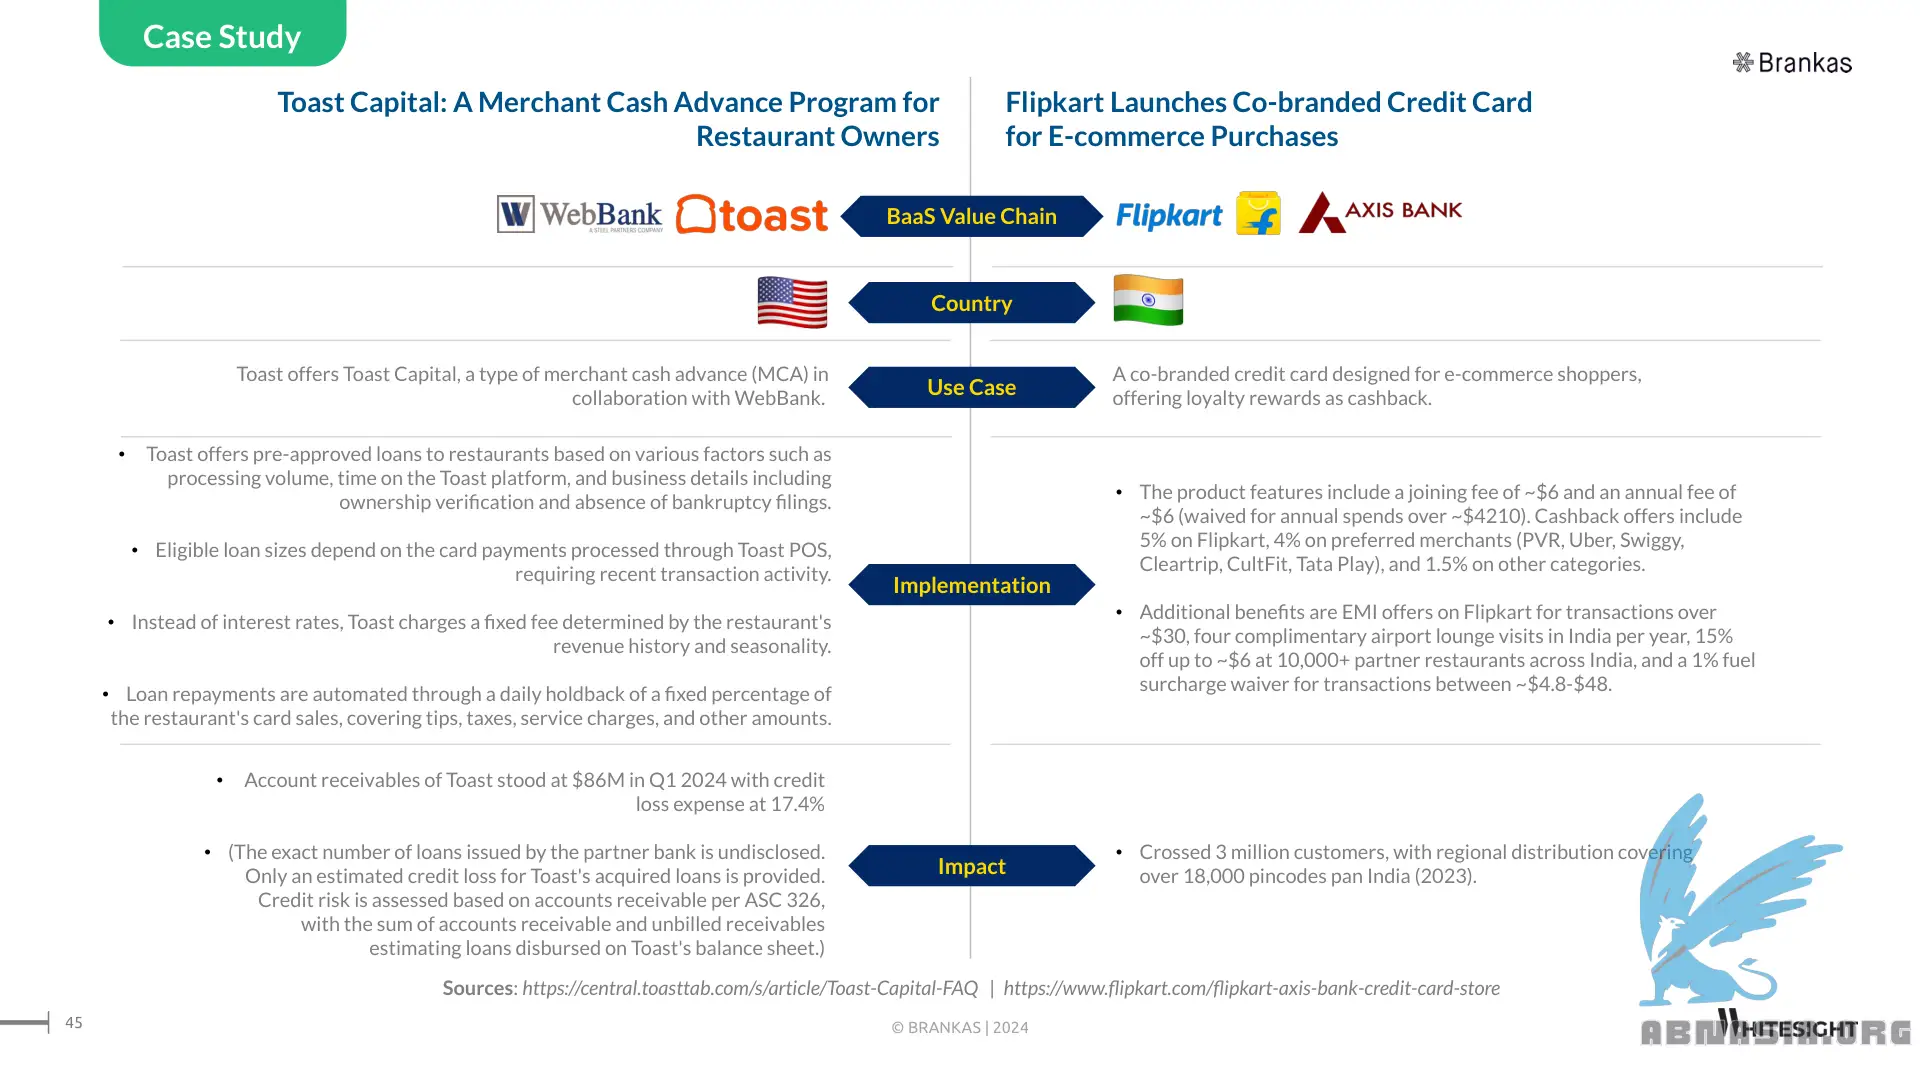 Case Study
Brankas
Toast Capital: A Merchant Cash Advance Program for
Restaurant Owners
Flipkart Launches Co-branded Credit Card
for E-commerce Purchases
WebBank
A STEEL PARTNERS COMPANY
toast
BaaS Value Chain
Flipkart
AXIS BANK
Country
Toast offers Toast Capital, a type of merchant cash advance (MCA) in
collaboration with WebBank.
Use Case
A co-branded credit card designed for e-commerce shoppers,
offering loyalty rewards as cashback.
• Toast offers pre-approved loans to restaurants based on various factors such as
processing volume, time on the Toast platform, and business details including
ownership verification and absence of bankruptcy filings.
• Eligible loan sizes depend on the card payments processed through Toast POS,
requiring recent transaction activity.
• Instead of interest rates, Toast charges a fixed fee determined by the restaurant's
revenue history and seasonality.
• Loan repayments are automated through a daily holdback of a fixed percentage of
the restaurant's card sales, covering tips, taxes, service charges, and other amounts.
Implementation
• The product features include a joining fee of ~$6 and an annual fee of
~$6 (waived for annual spends over ~$4210). Cashback offers include
5% on Flipkart, 4% on preferred merchants (PVR, Uber, Swiggy,
Cleartrip, CultFit, Tata Play), and 1.5% on other categories.
• Additional benefits are EMI offers on Flipkart for transactions over
~$30, four complimentary airport lounge visits in India per year, 15%
off up to ~$6 at 10,000+ partner restaurants across India, and a 1% fuel
surcharge waiver for transactions between ~$4.8-$48.
• Account receivables of Toast stood at $86M in Q1 2024 with credit
loss expense at 17.4%
• (The exact number of loans issued by the partner bank is undisclosed.
Only an estimated credit loss for Toast's acquired loans is provided.
Credit risk is assessed based on accounts receivable per ASC 326,
with the sum of accounts receivable and unbilled receivables
estimating loans disbursed on Toast's balance sheet.)
Impact
• Crossed 3 million customers, with regional distribution covering
over 18,000 pincodes pan India (2023).
Sources: https://central.toasttab.com/s/article/Toast-Capital-FAQ | https://www.flipkart.com/flipkart-axis-bank-credit-card-store
45
© BRANKAS | 2024
WHITESIGHT
ABNASIA.ORG